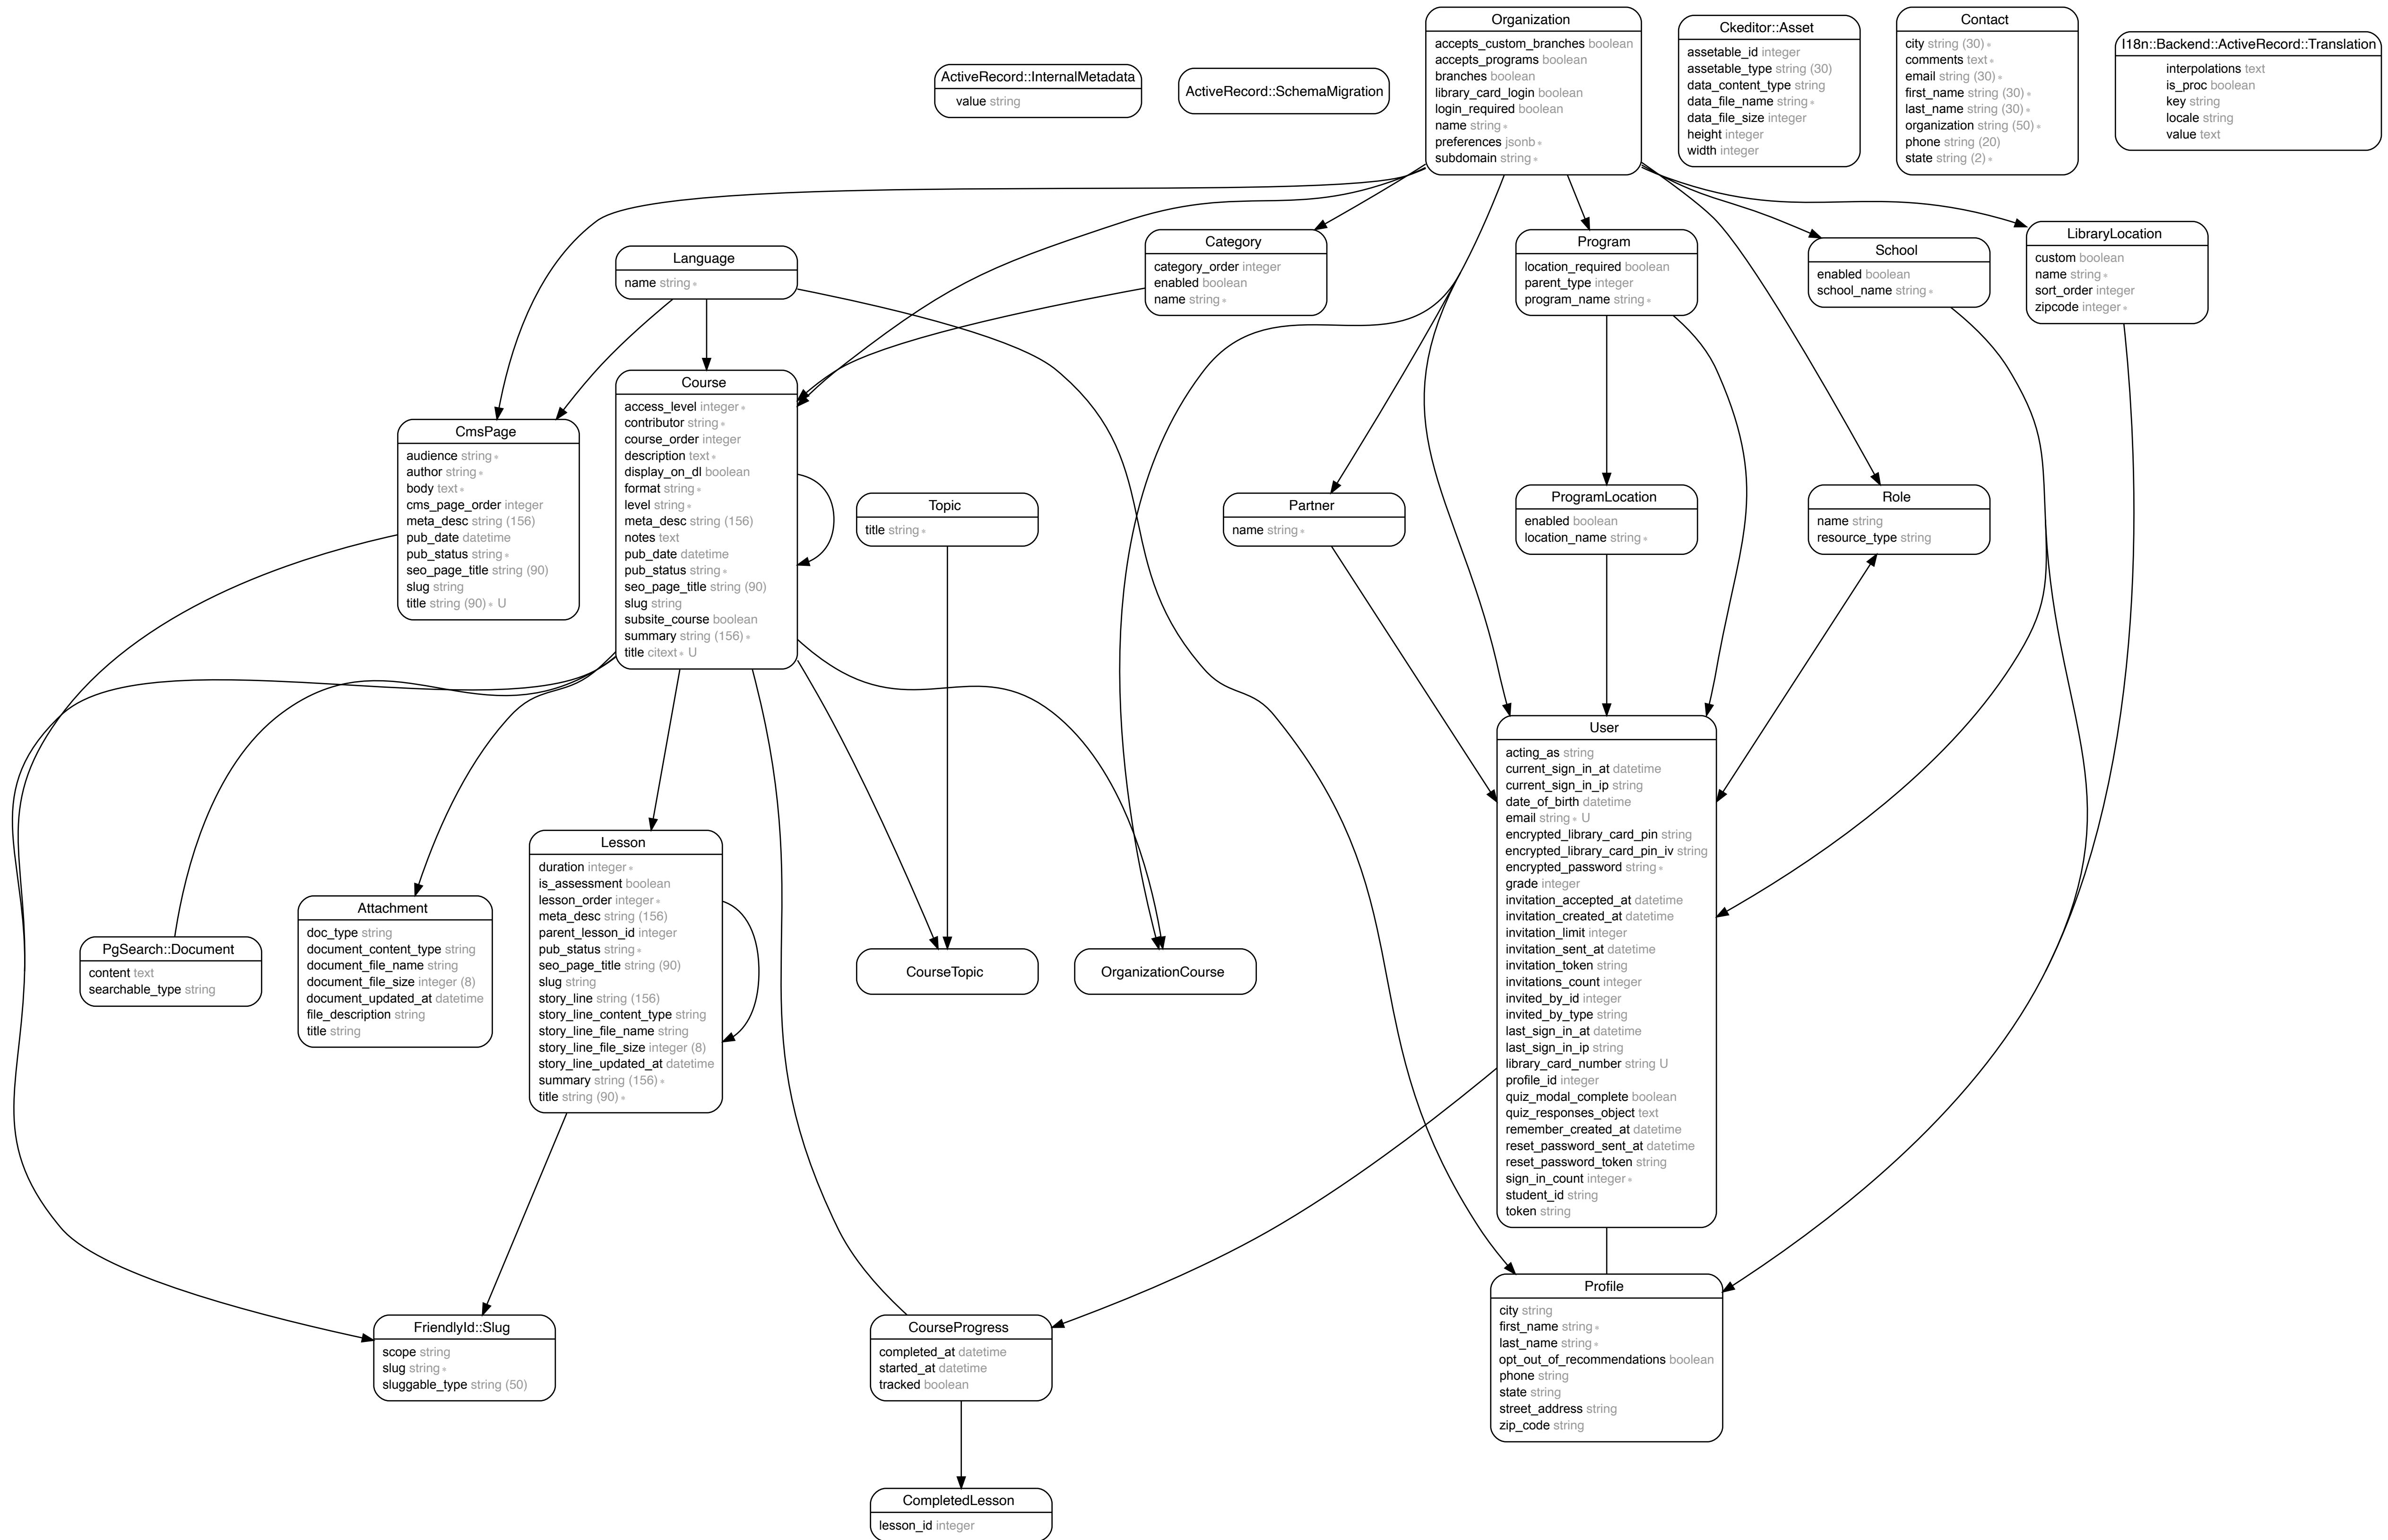 Organization
accepts_custom_branches boolean
accepts_programs boolean
branches boolean
library_card_login boolean
login_required boolean
name string *
preferences jsonb *
subdomain string *
Ckeditor::Asset
assetable_id integer
assetable_type string (30)
data_content_type string
data_file_name string *
data_file_size integer
height integer
width integer
Contact
city string (30) *
comments text *
email string (30) *
first_name string (30) *
last_name string (30) *
organization string (50) *
phone string (20)
state string (2) *
I18n::Backend::ActiveRecord::Translation
interpolations text
is_proc boolean
key string
locale string
value text
ActiveRecord::InternalMetadata
value string
ActiveRecord::SchemaMigration
Language
name string *
Category
category_order integer
enabled boolean
name string *
Program
location_required boolean
parent_type integer
program_name string *
School
enabled boolean
school_name string *
LibraryLocation
custom boolean
name string *
sort_order integer
zipcode integer *
CmsPage
audience string *
author string *
body text *
cms_page_order integer
meta_desc string (156)
pub_date datetime
pub_status string *
seo_page_title string (90)
slug string
title string (90) * U
Course
access_level integer *
contributor string *
course_order integer
description text *
display_on_dl boolean
format string *
level string *
meta_desc string (156)
notes text
pub_date datetime
pub_status string *
seo_page_title string (90)
slug string
subsite_course boolean
summary string (156) *
title citext * U
Topic
title string *
Partner
name string *
ProgramLocation
enabled boolean
location_name string *
Role
name string
resource_type string
User
acting_as string
current_sign_in_at datetime
current_sign_in_ip string
date_of_birth datetime
email string * U
encrypted_library_card_pin string
encrypted_library_card_pin_iv string
encrypted_password string *
grade integer
invitation_accepted_at datetime
invitation_created_at datetime
invitation_limit integer
invitation_sent_at datetime
invitation_token string
invitations_count integer
invited_by_id integer
invited_by_type string
last_sign_in_at datetime
last_sign_in_ip string
library_card_number string U
profile_id integer
quiz_modal_complete boolean
quiz_responses_object text
remember_created_at datetime
reset_password_sent_at datetime
reset_password_token string
sign_in_count integer *
student_id string
token string
PgSearch::Document
content text
searchable_type string
Attachment
doc_type string
document_content_type string
document_file_name string
document_file_size integer (8)
document_updated_at datetime
file_description string
title string
Lesson
duration integer *
is_assessment boolean
lesson_order integer *
meta_desc string (156)
parent_lesson_id integer
pub_status string *
seo_page_title string (90)
slug string
story_line string (156)
story_line_content_type string
story_line_file_name string
story_line_file_size integer (8)
story_line_updated_at datetime
summary string (156) *
title string (90) *
CourseTopic
OrganizationCourse
FriendlyId::Slug
scope string
slug string *
sluggable_type string (50)
CourseProgress
completed_at datetime
started_at datetime
tracked boolean
Profile
city string
first_name string *
last_name string *
opt_out_of_recommendations boolean
phone string
state string
street_address string
zip_code string
CompletedLesson
lesson_id integer